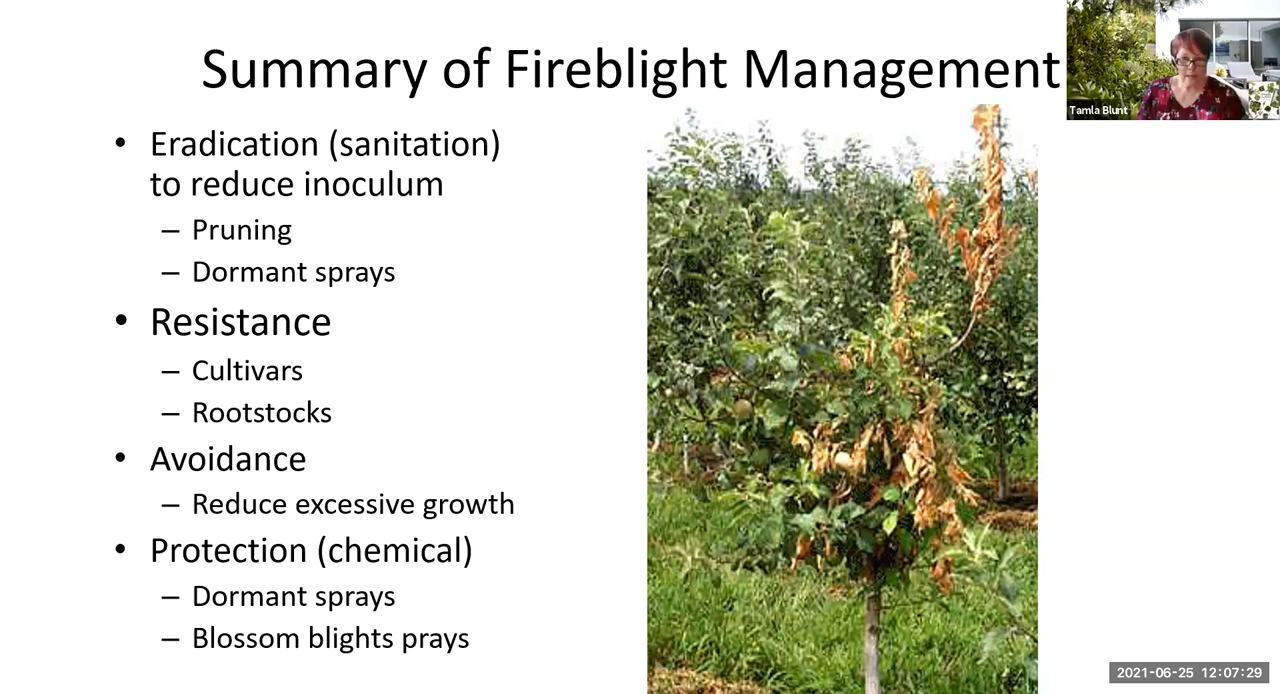 Summary of Fireblight Management
Tamla Blunt
• Eradication (sanitation)
to reduce inoculum
– Pruning
– Dormant sprays
• Resistance
– Cultivars
– Rootstocks
• Avoidance
– Reduce excessive growth
• Protection (chemical)
– Dormant sprays
– Blossom blights prays
2021-06-25 12:07:29